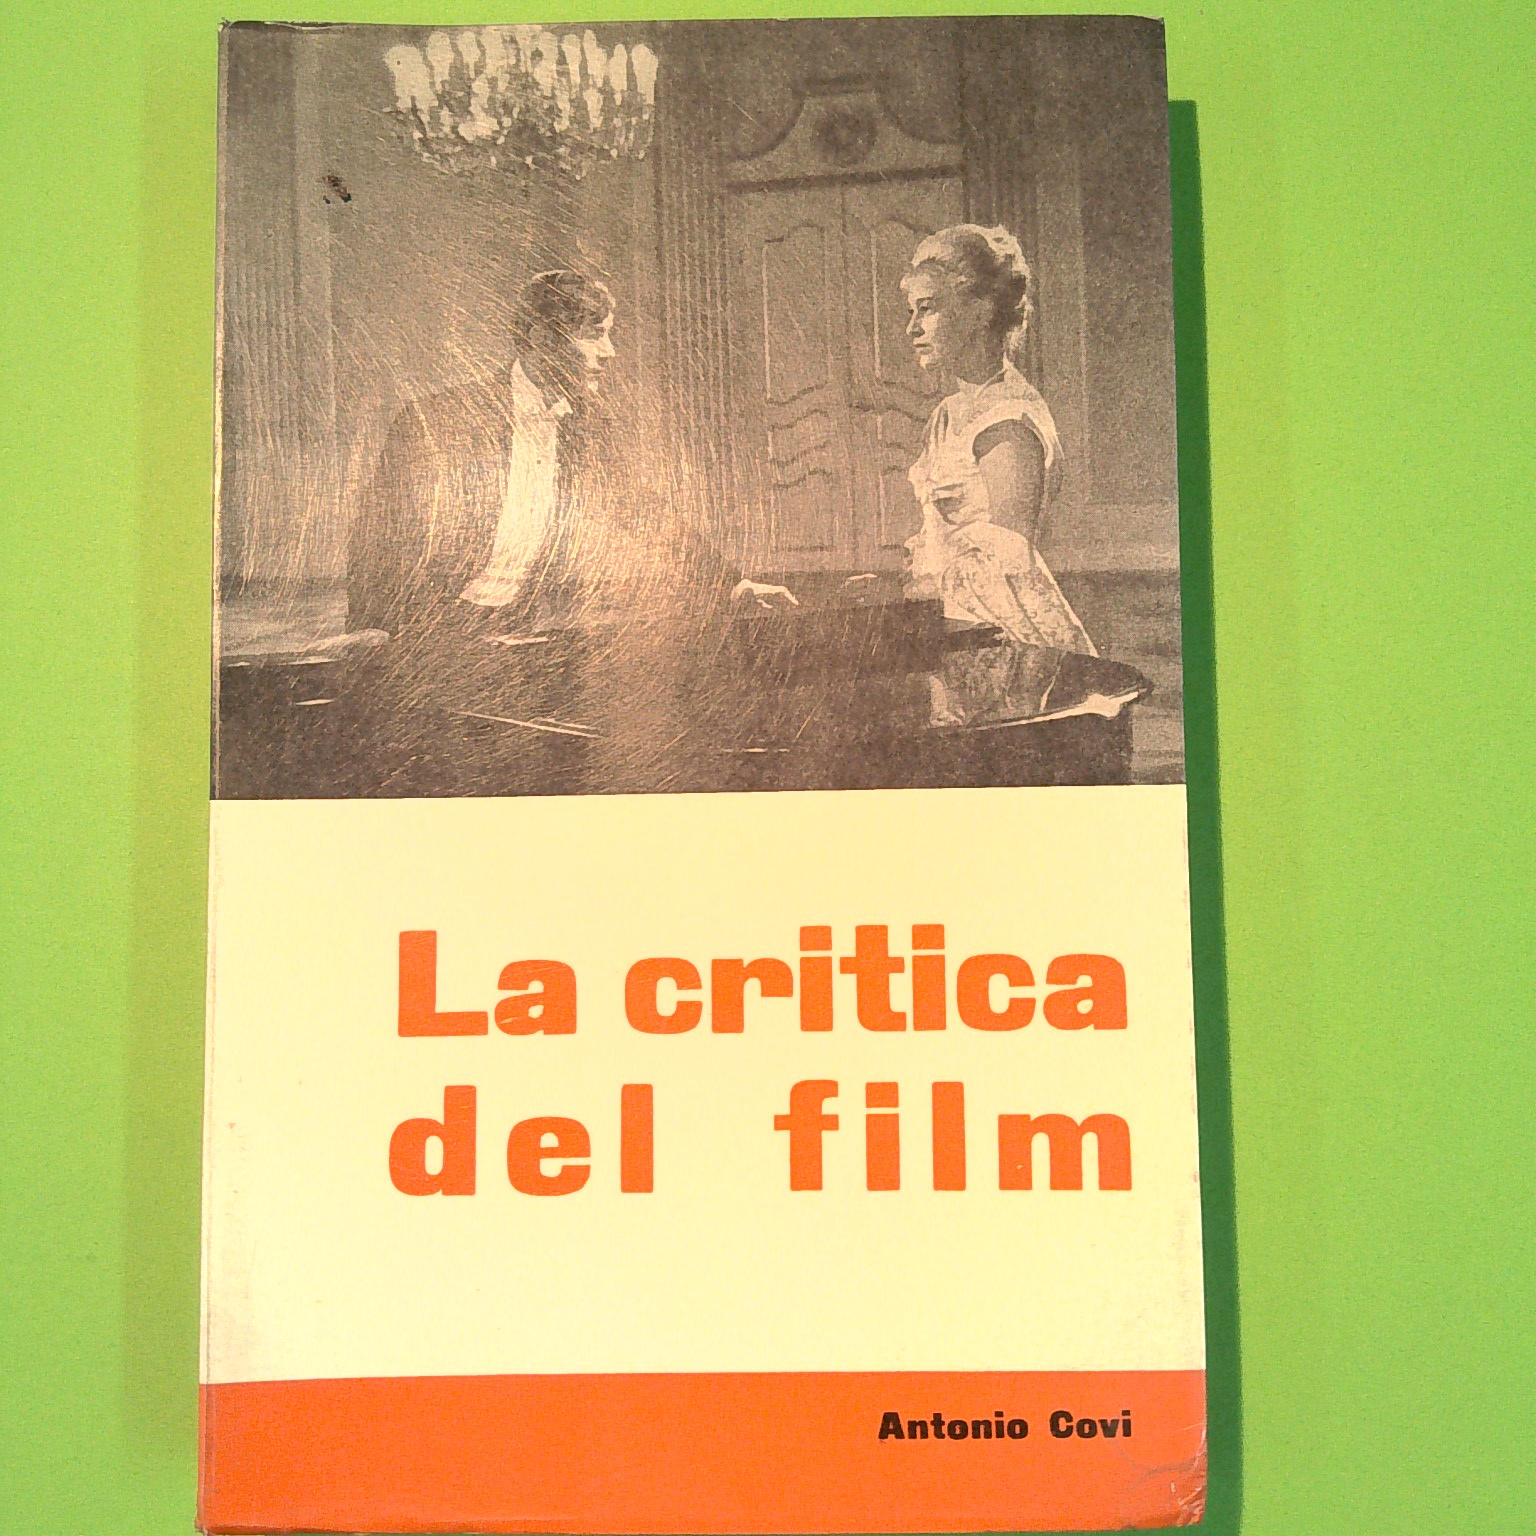 La critica
del film
Antonio Covi